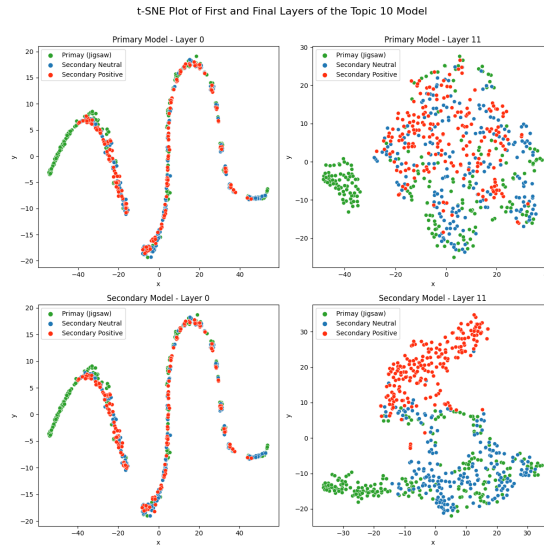 t-SNE Plot of First and Final Layers of the Topic 10 Model
Primary Model - Layer 0
Primay (Jigsaw)
Secondary Neutral
Secondary Positive
20
15
10
5
0
−5
−10
−15
−20
y
−40
−20
0
20
40
x
Primary Model - Layer 11
Primay (Jigsaw)
Secondary Neutral
Secondary Positive
30
20
10
0
−10
−20
y
−40
−20
0
20
x
Secondary Model - Layer 0
Primay (Jigsaw)
Secondary Neutral
Secondary Positive
20
15
10
5
0
−5
−10
−15
−20
y
−40
−20
0
20
40
x
Secondary Model - Layer 11
Primay (Jigsaw)
Secondary Neutral
Secondary Positive
30
20
10
0
−10
−20
y
−30
−20
−10
0
10
20
30
x